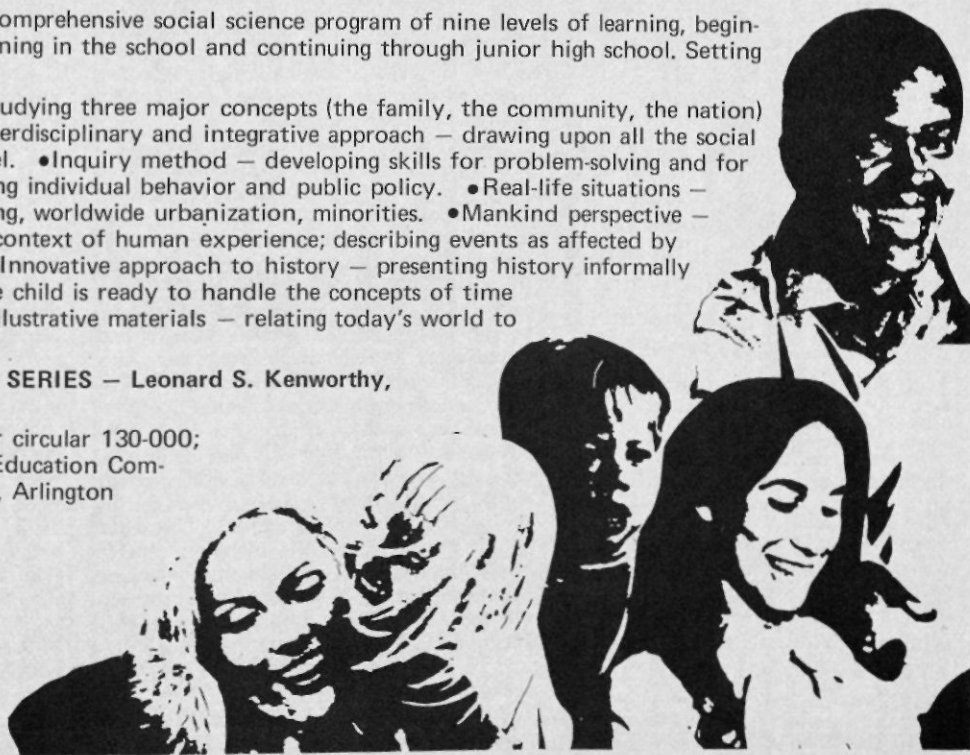 omprehensive social science program of nine levels of learning, begin-
ning in the school and continuing through junior high school. Setting
udying three major concepts (the family, the community, the nation)
erdisciplinary and integrative approach — drawing upon all the social
el. ●Inquiry method — developing skills for problem-solving and for
ng individual behavior and public policy. ●Real-life situations —
ng, worldwide urbanization, minorities. ●Mankind perspective —
context of human experience; describing events as affected by
Innovative approach to history — presenting history informally
e child is ready to handle the concepts of time
llustrative materials — relating today's world to
SERIES — Leonard S. Kenworthy,
r circular 130-000;
Education Com-
, Arlington